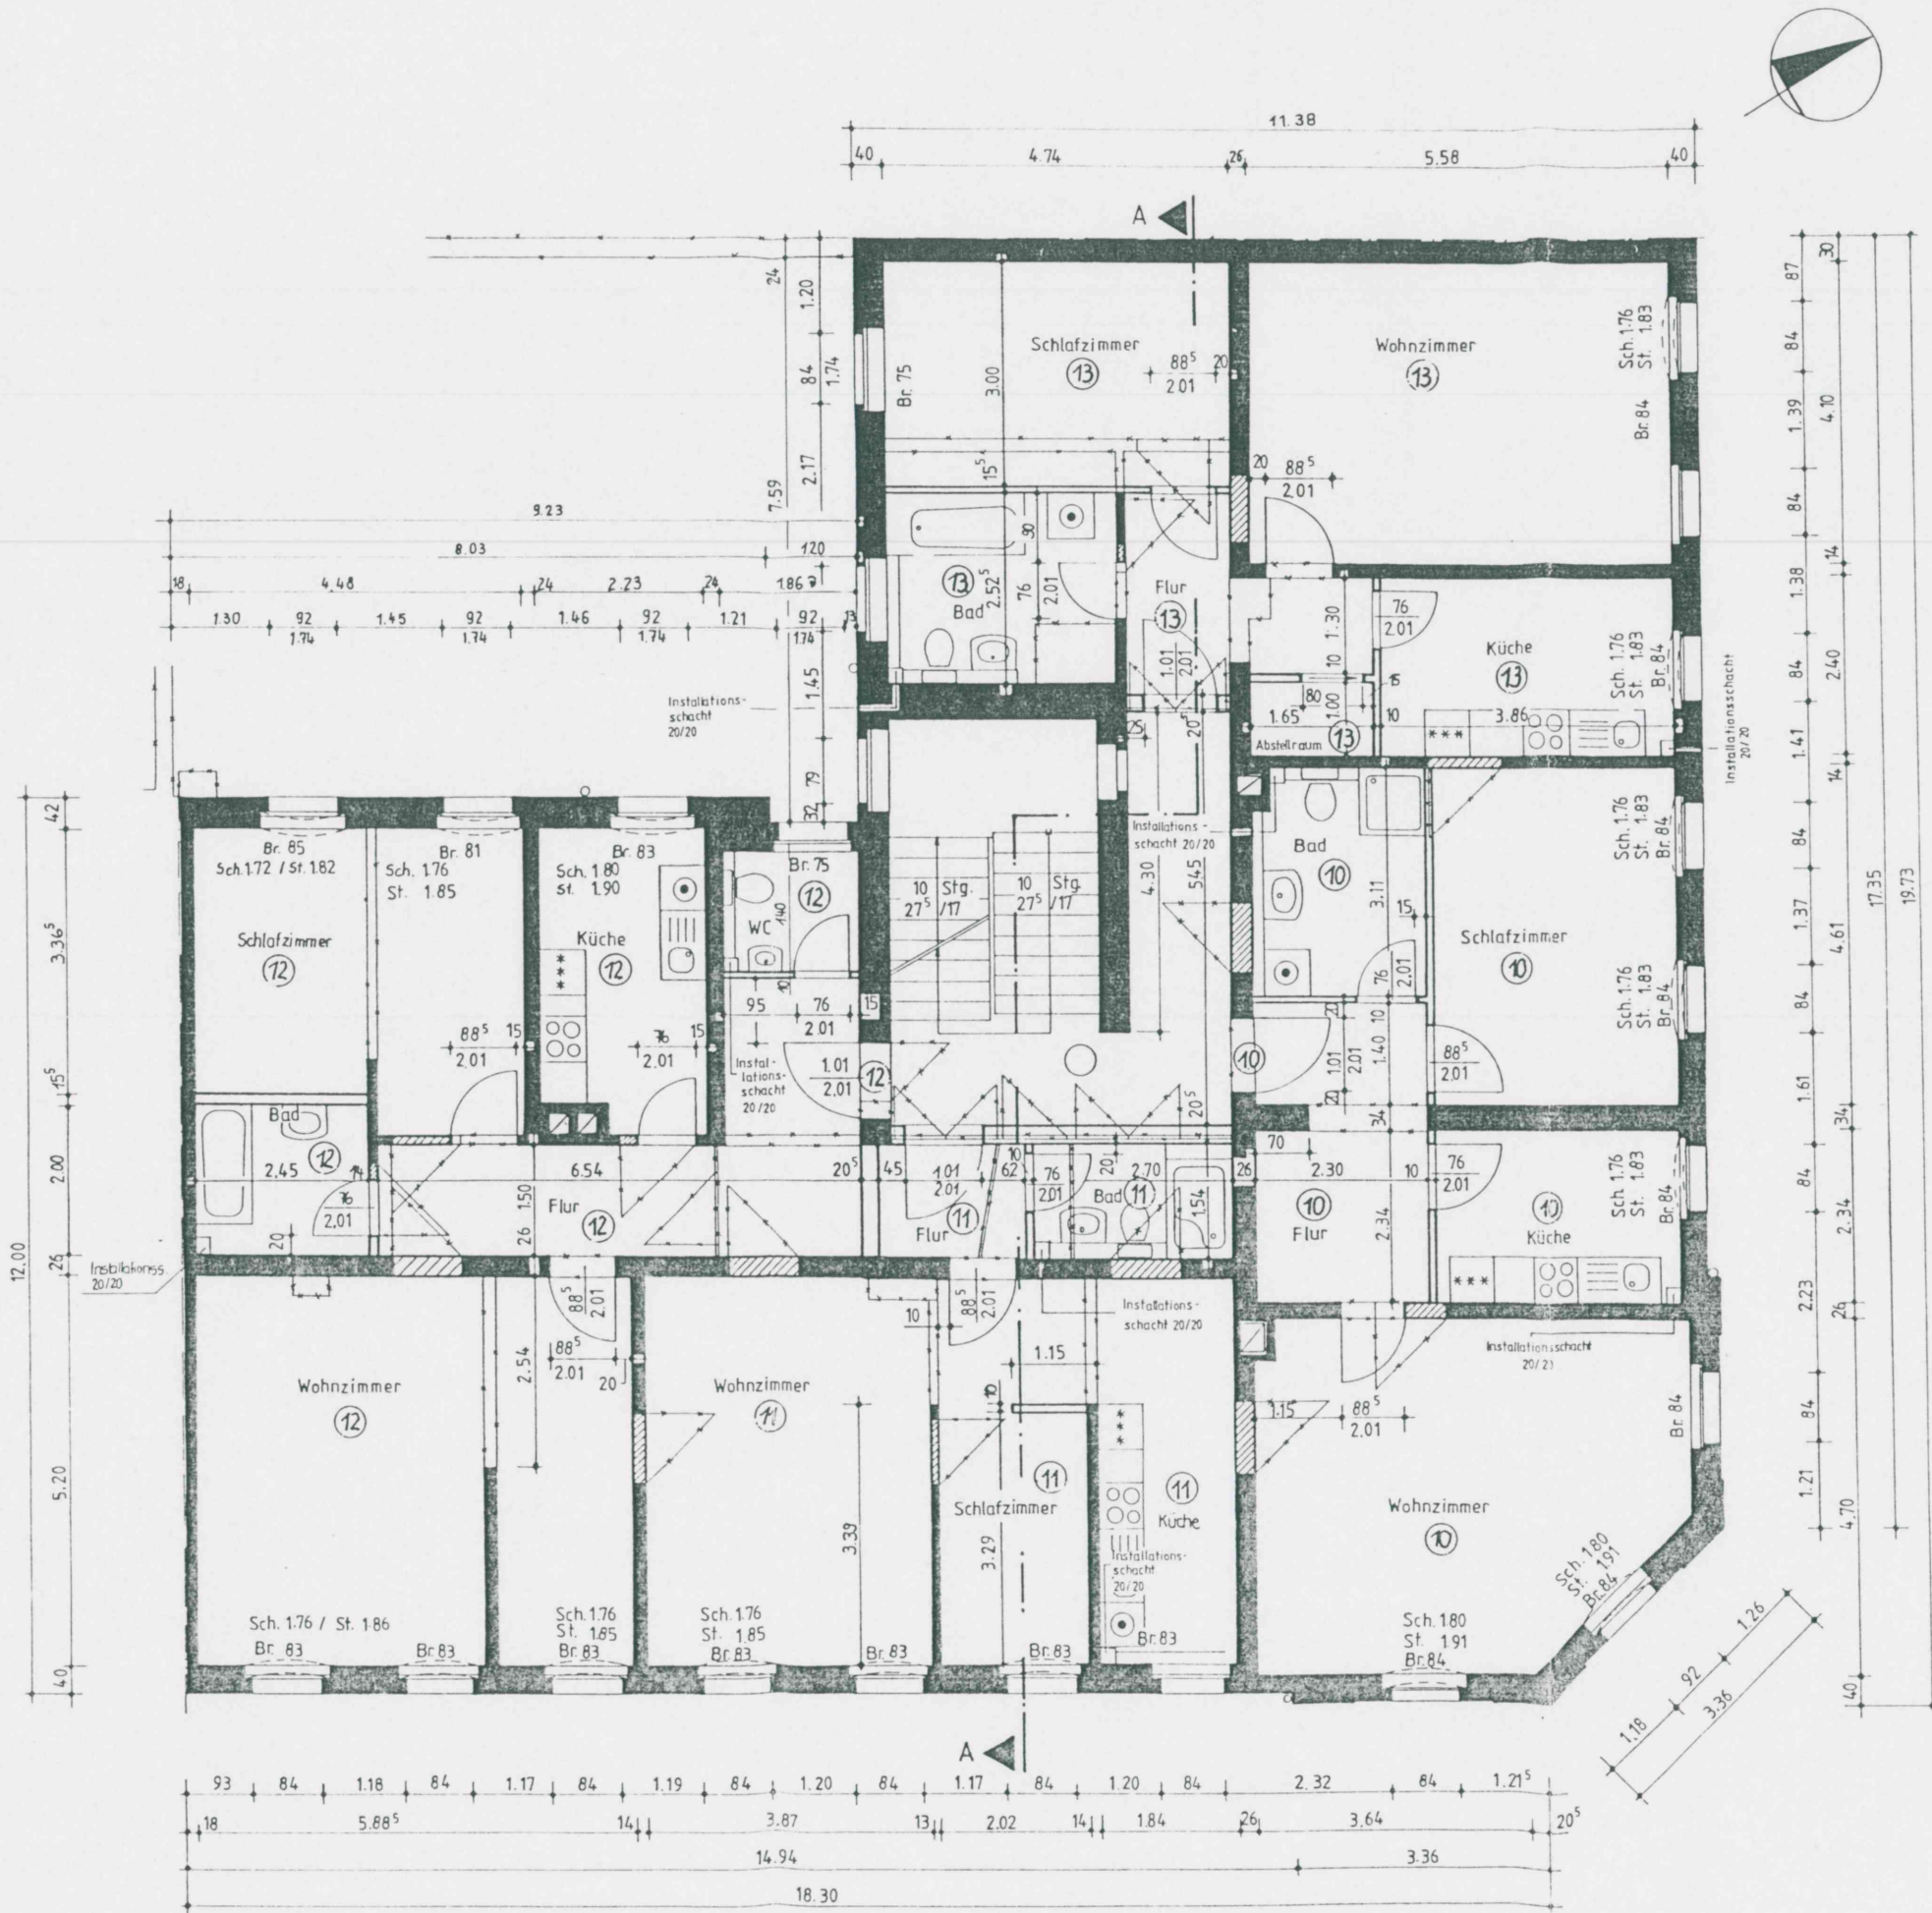 11.38
40 4.74 26 5.58 40
A
24
1.20
84
1.74
2.17
7.59
Br. 75
Schlafzimmer
13
3.00
88⁵
2.01
20
15⁵
Wohnzimmer
13
20 88⁵
2.01
Sch. 1.76
St. 1.83
Br. 84
87
84
1.39
84
1.38
84
1.41
84
1.37
84
1.61
84
2.23
84
1.21
30
4.10
14
2.40
14
4.61
34
2.34
26
4.70
40
17.35
19.73
9.23
8.03 1.20
18 4.48 24 2.23 24 1.86
1.30 92 1.45 92 1.46 92 1.21 92 13
1.74 1.74 1.74 1.74
1.45
79
32
Installations-
schacht
20/20
13
Bad
2.52⁵
90
76
2.01
Flur
13
1.01
2.01
1.30
10
80
1.00
15
1.65
10
Abstellraum 13
76
2.01
Küche
13
3.86
Sch. 1.76
St. 1.83
Br. 84
Installationsschacht
20/20
25
20⁵
Installations-
schacht 20/20
4.30
5.45
10 Stg.
27⁵ /17
10 Stg.
27⁵ /17
Bad
10
3.11
15
76
2.01
Schlafzimmer
10
Sch. 1.76
St. 1.83
Br. 84
Sch. 1.76
St. 1.83
Br. 84
88⁵
2.01
10
20
1.01
2.01
20
1.40
10
34
42
3.36⁵
15⁵
2.00
26
5.20
40
12.00
Br. 85
Sch. 1.72 / St. 1.82
Br. 81
Sch. 1.76
St. 1.85
Br. 83
Sch. 1.80
St. 1.90
Br. 75
12
WC
1.40
10
Schlafzimmer
12
Küche
12
88⁵
2.01
15
76
2.01
15
95 76 15
2.01
Instal-
lations-
schacht
20/20
1.01
2.01
12
Bad
12
2.45
14
76
2.01
20
Installationss.
20/20
6.54
1.50
26
Flur
12
20⁵ 45 1.01 62
2.01
Flur
11
10
76
2.01
20
2.70
Bad 11
1.54
20⁵
26
70
2.30 10
10
Flur
2.34
76
2.01
10
Küche
Sch. 1.76
St. 1.83
Br. 84
88⁵
2.01
88⁵
2.01
20
2.54
Wohnzimmer
12
Sch. 1.76 / St. 1.86
Br. 83
Br. 83
Sch. 1.76
St. 1.85
Br. 83
Wohnzimmer
11
3.39
Sch. 1.76
St. 1.85
Br. 83
Br. 83
10
88⁵
2.01
1.15
10
11
Schlafzimmer
3.29
Br. 83
Installations-
schacht 20/20
11
Küche
Installations-
schacht
20/20
Br. 83
Installationsschacht
20/20
1.15 88⁵
2.01
Br. 84
Wohnzimmer
10
Sch. 1.80
St. 1.91
Br. 84
Sch. 1.80
St. 1.91
Br. 84
1.18 92 1.26
3.36
A
93 84 1.18 84 1.17 84 1.19 84 1.20 84 1.17 84 1.20 84 2.32 84 1.21⁵
18 5.88⁵ 14 3.87 13 2.02 14 1.84 26 3.64 20⁵
14.94 3.36
18.30